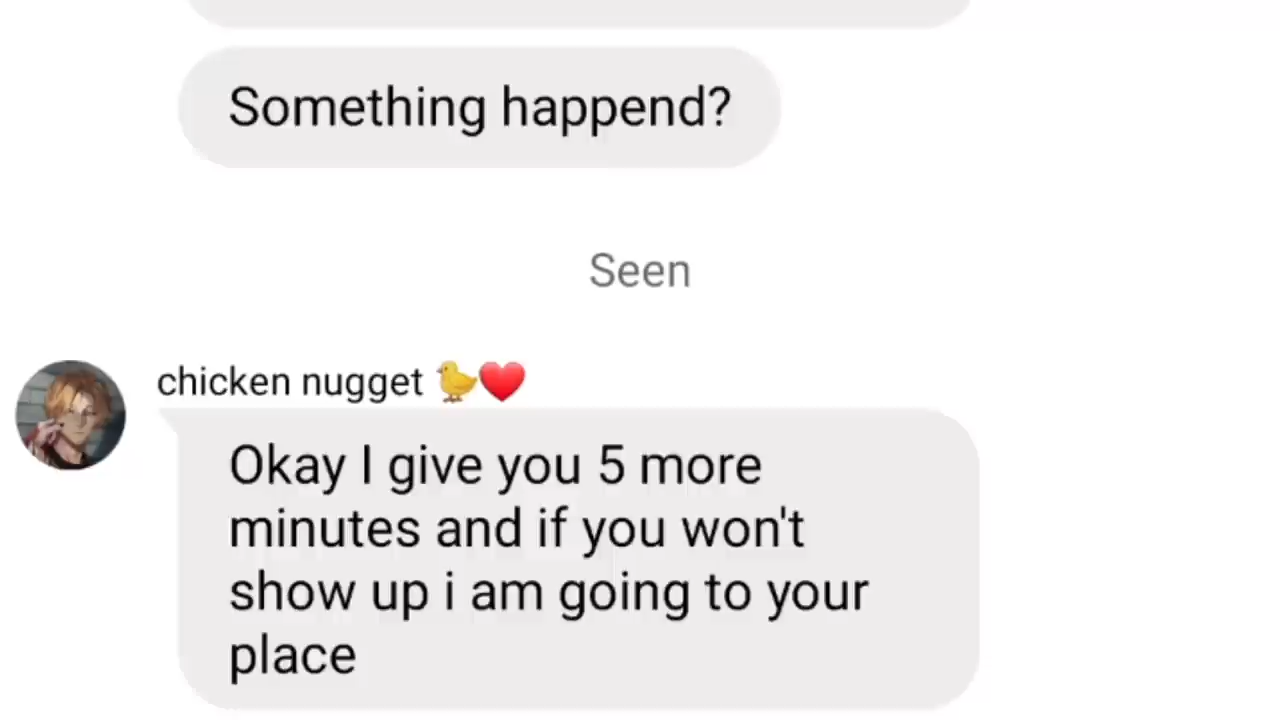 Something happend?
Seen
chicken nugget 🐤❤️
Okay I give you 5 more
minutes and if you won't
show up i am going to your
place